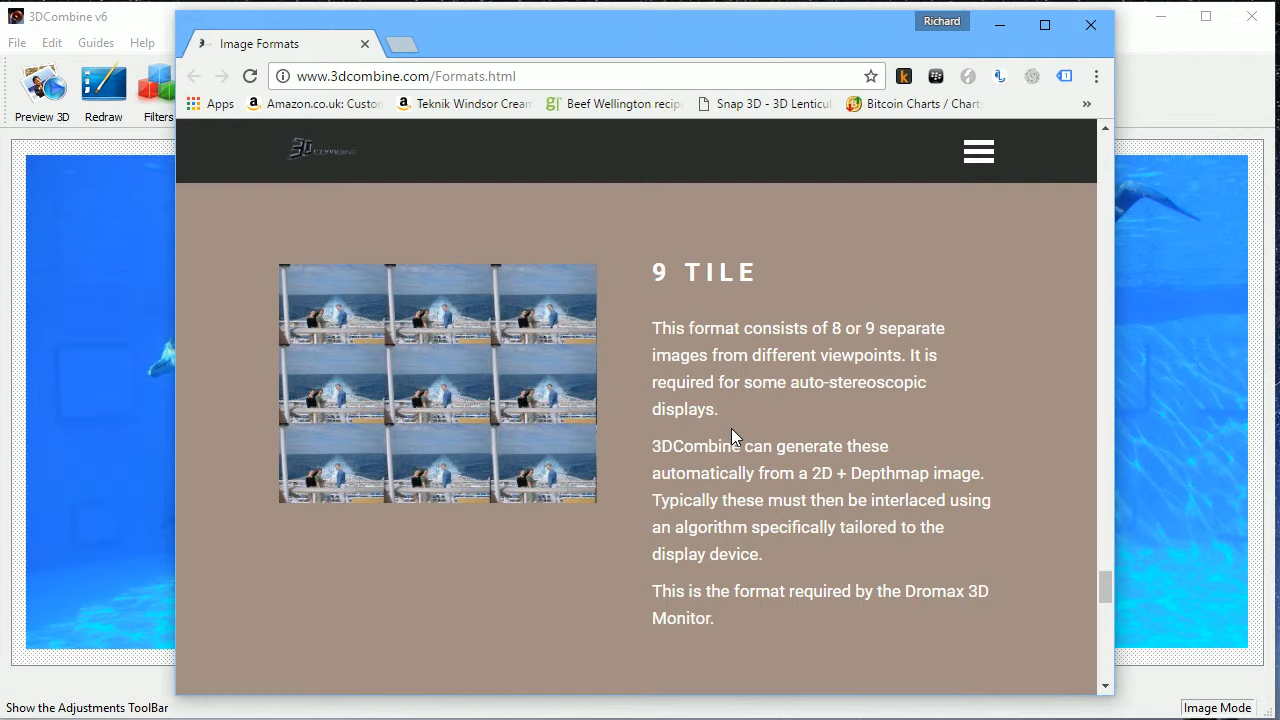 3DCombine v6
Richard
File Edit Guides Help
Image Formats
www.3dcombine.com/Formats.html
Preview 3D Redraw Filters
Apps Amazon.co.uk: Custon Teknik Windsor Crean Beef Wellington recip Snap 3D - 3D Lenticul Bitcoin Charts / Chart »
3D COMBINE
9 TILE
This format consists of 8 or 9 separate
images from different viewpoints. It is
required for some auto-stereoscopic
displays.
3DCombine can generate these
automatically from a 2D + Depthmap image.
Typically these must then be interlaced using
an algorithm specifically tailored to the
display device.
This is the format required by the Dromax 3D
Monitor.
Show the Adjustments ToolBar
Image Mode